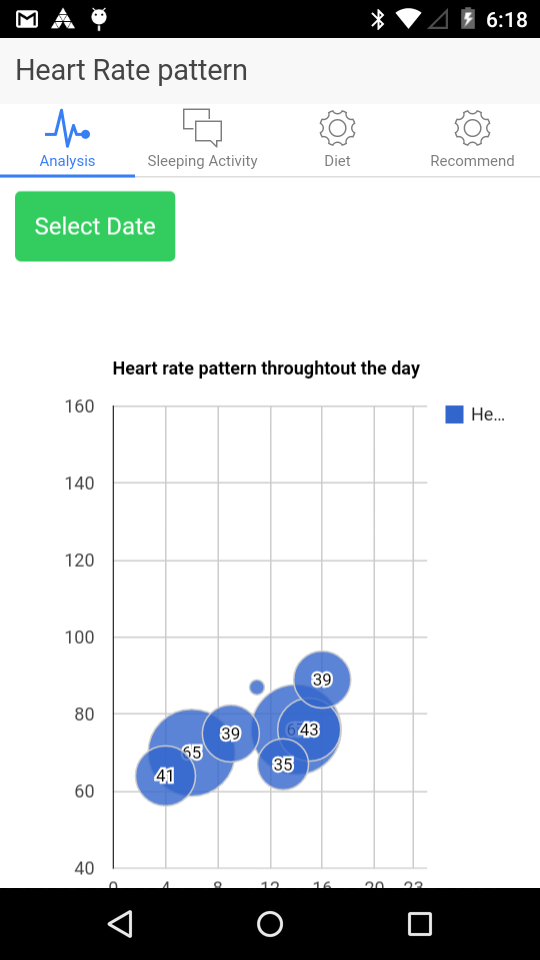 6:18
Heart Rate pattern
Analysis
Sleeping Activity
Diet
Recommend
Select Date
Heart rate pattern throughtout the day
He...
160
140
120
100
80
60
40
39
39
43
65
35
41
0 4 8 12 16 20 23